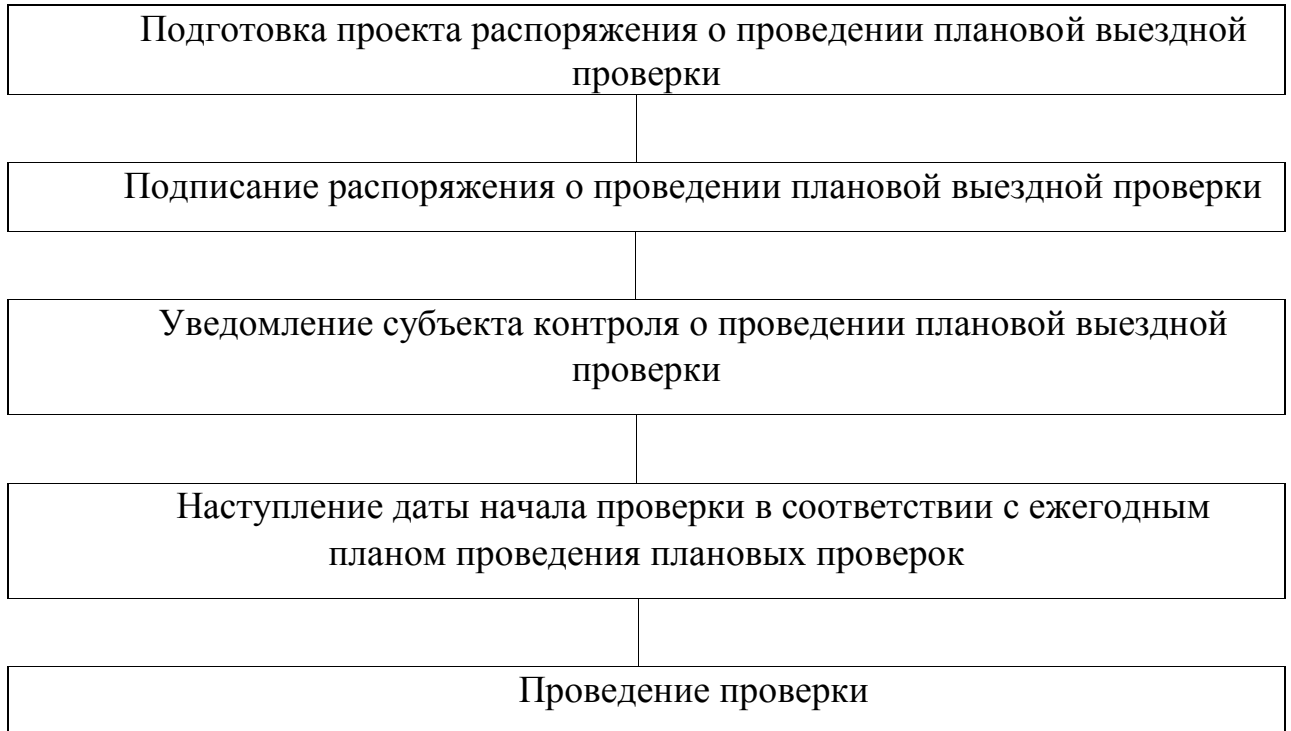 Подготовка проекта распоряжения о проведении плановой выездной
проверки
Подписание распоряжения о проведении плановой выездной проверки
Уведомление субъекта контроля о проведении плановой выездной
проверки
Наступление даты начала проверки в соответствии с ежегодным
планом проведения плановых проверок
Проведение проверки